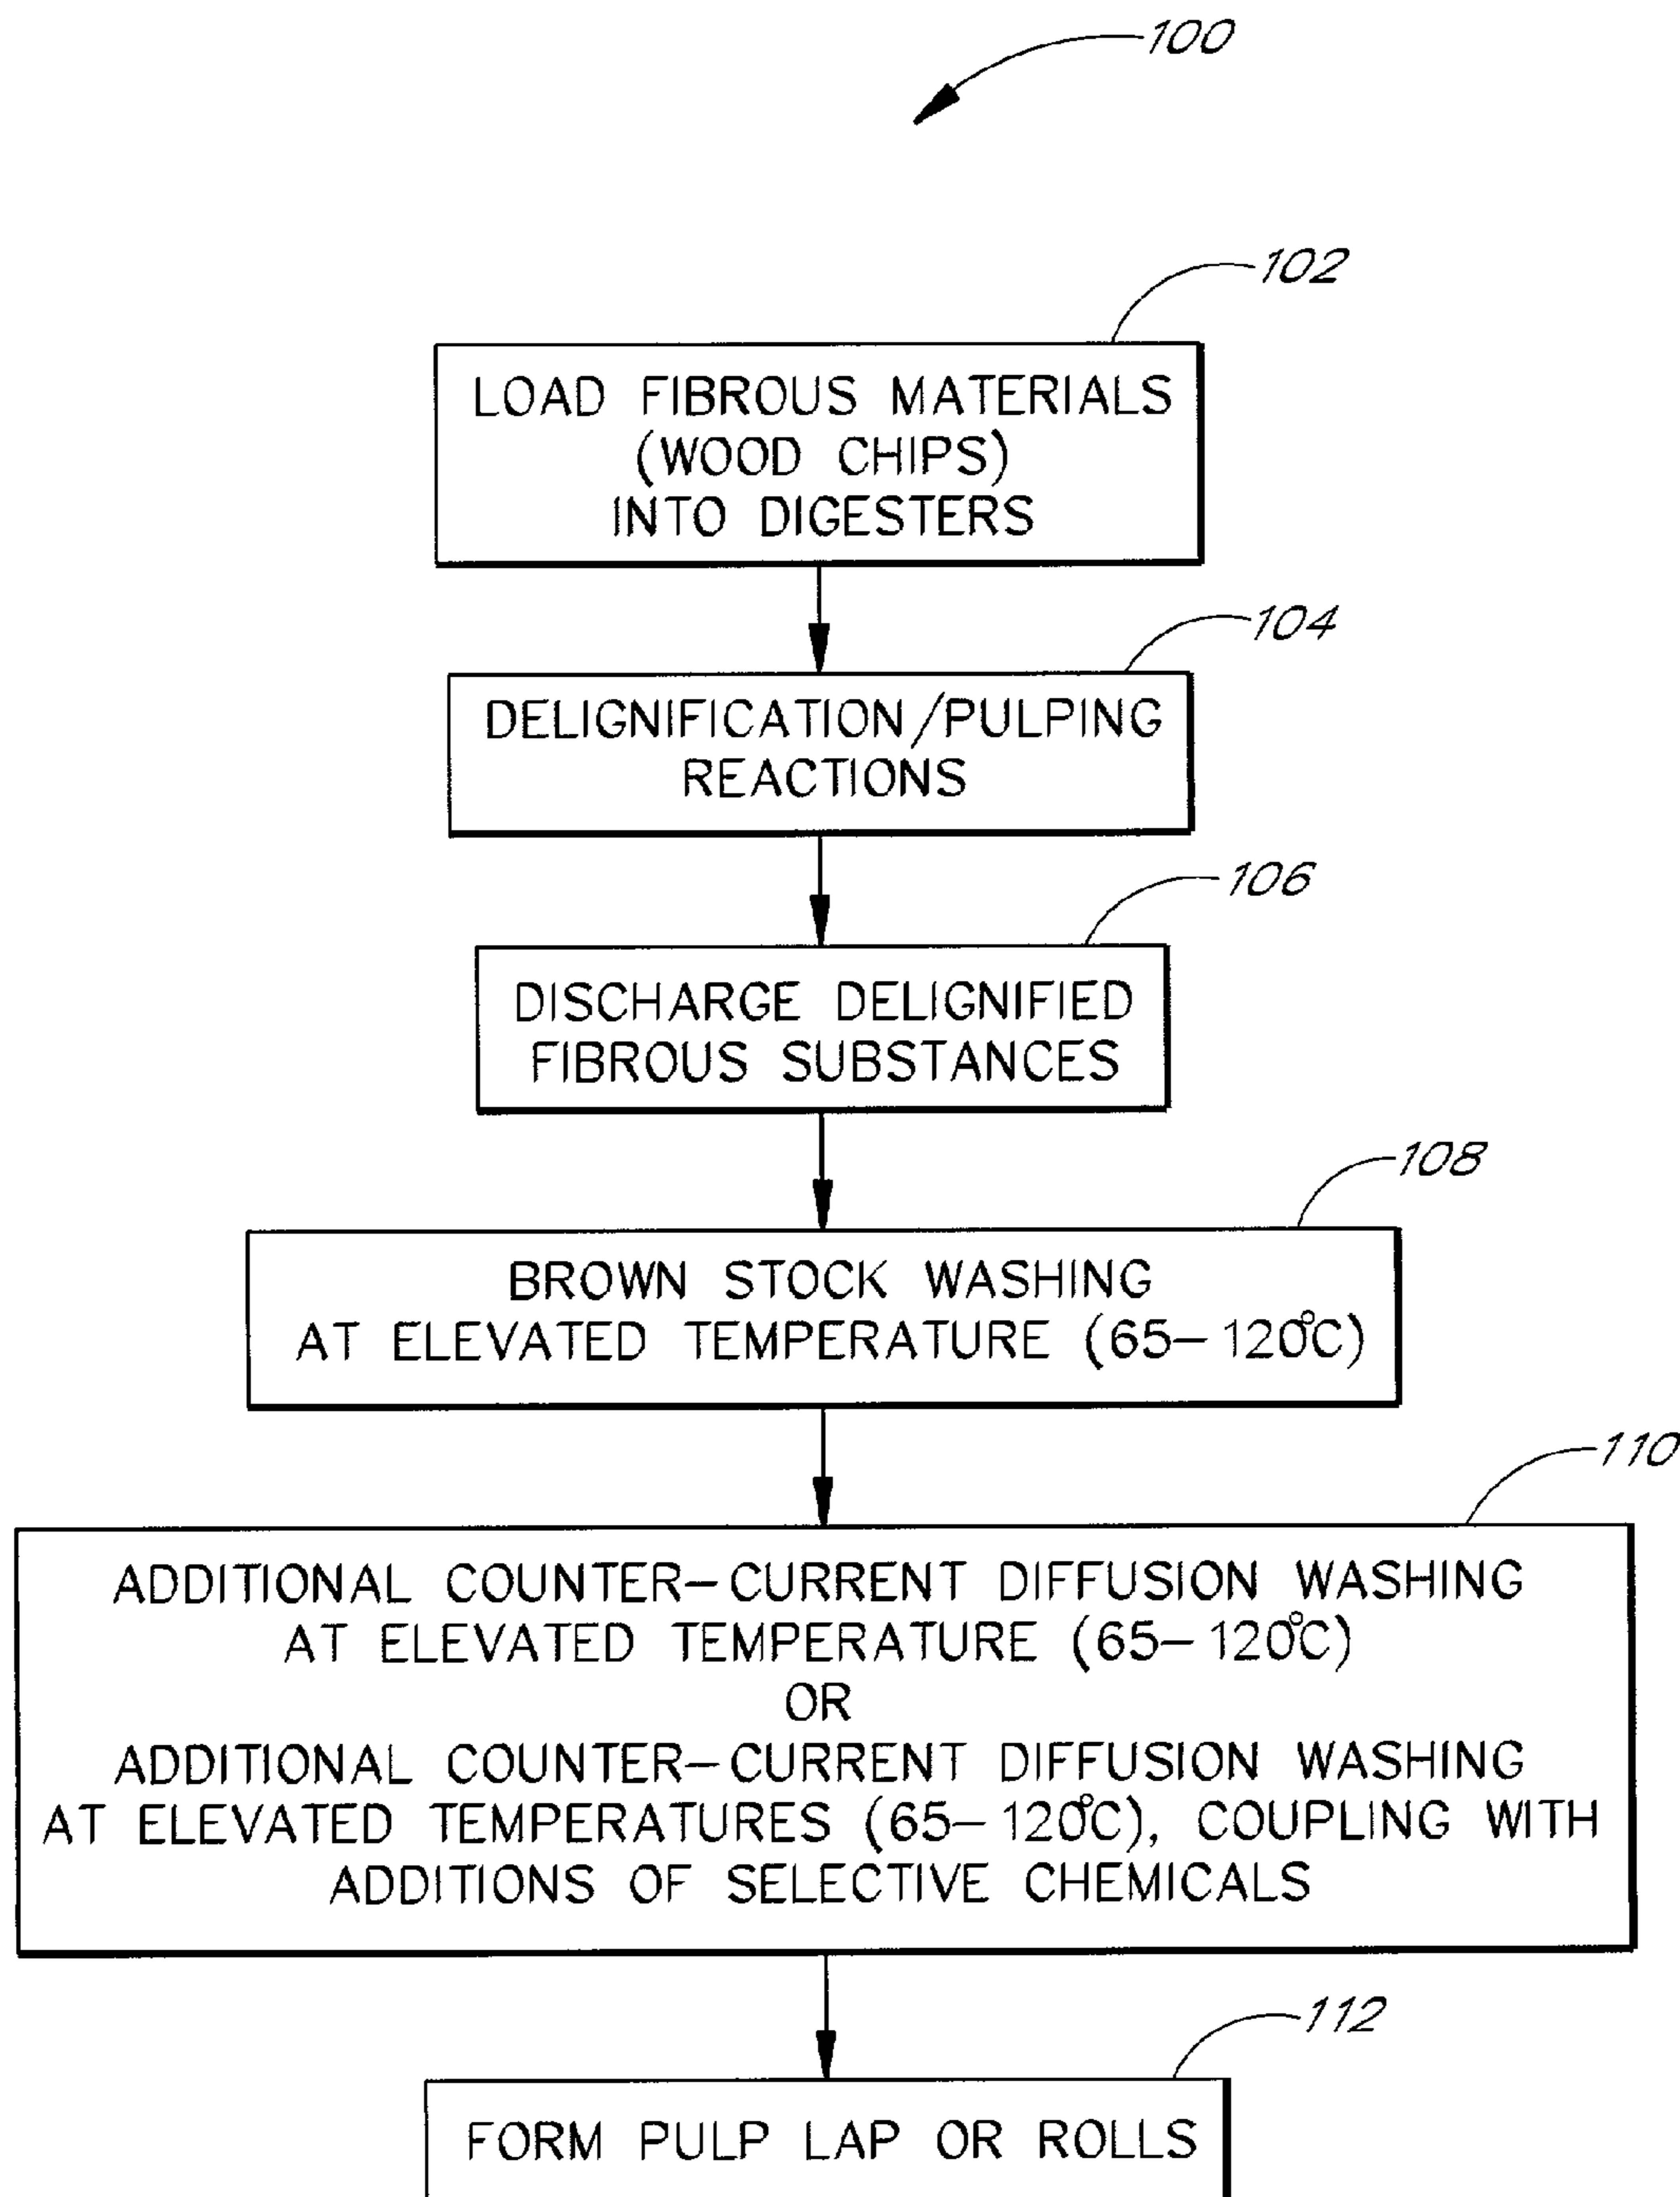 100
102
LOAD FIBROUS MATERIALS
(WOOD CHIPS)
INTO DIGESTERS
104
DELIGNIFICATION/PULPING
REACTIONS
106
DISCHARGE DELIGNIFIED
FIBROUS SUBSTANCES
108
BROWN STOCK WASHING
AT ELEVATED TEMPERATURE (65–120°C)
110
ADDITIONAL COUNTER–CURRENT DIFFUSION WASHING
AT ELEVATED TEMPERATURE (65–120°C)
OR
ADDITIONAL COUNTER–CURRENT DIFFUSION WASHING
AT ELEVATED TEMPERATURES (65–120°C), COUPLING WITH
ADDITIONS OF SELECTIVE CHEMICALS
112
FORM PULP LAP OR ROLLS